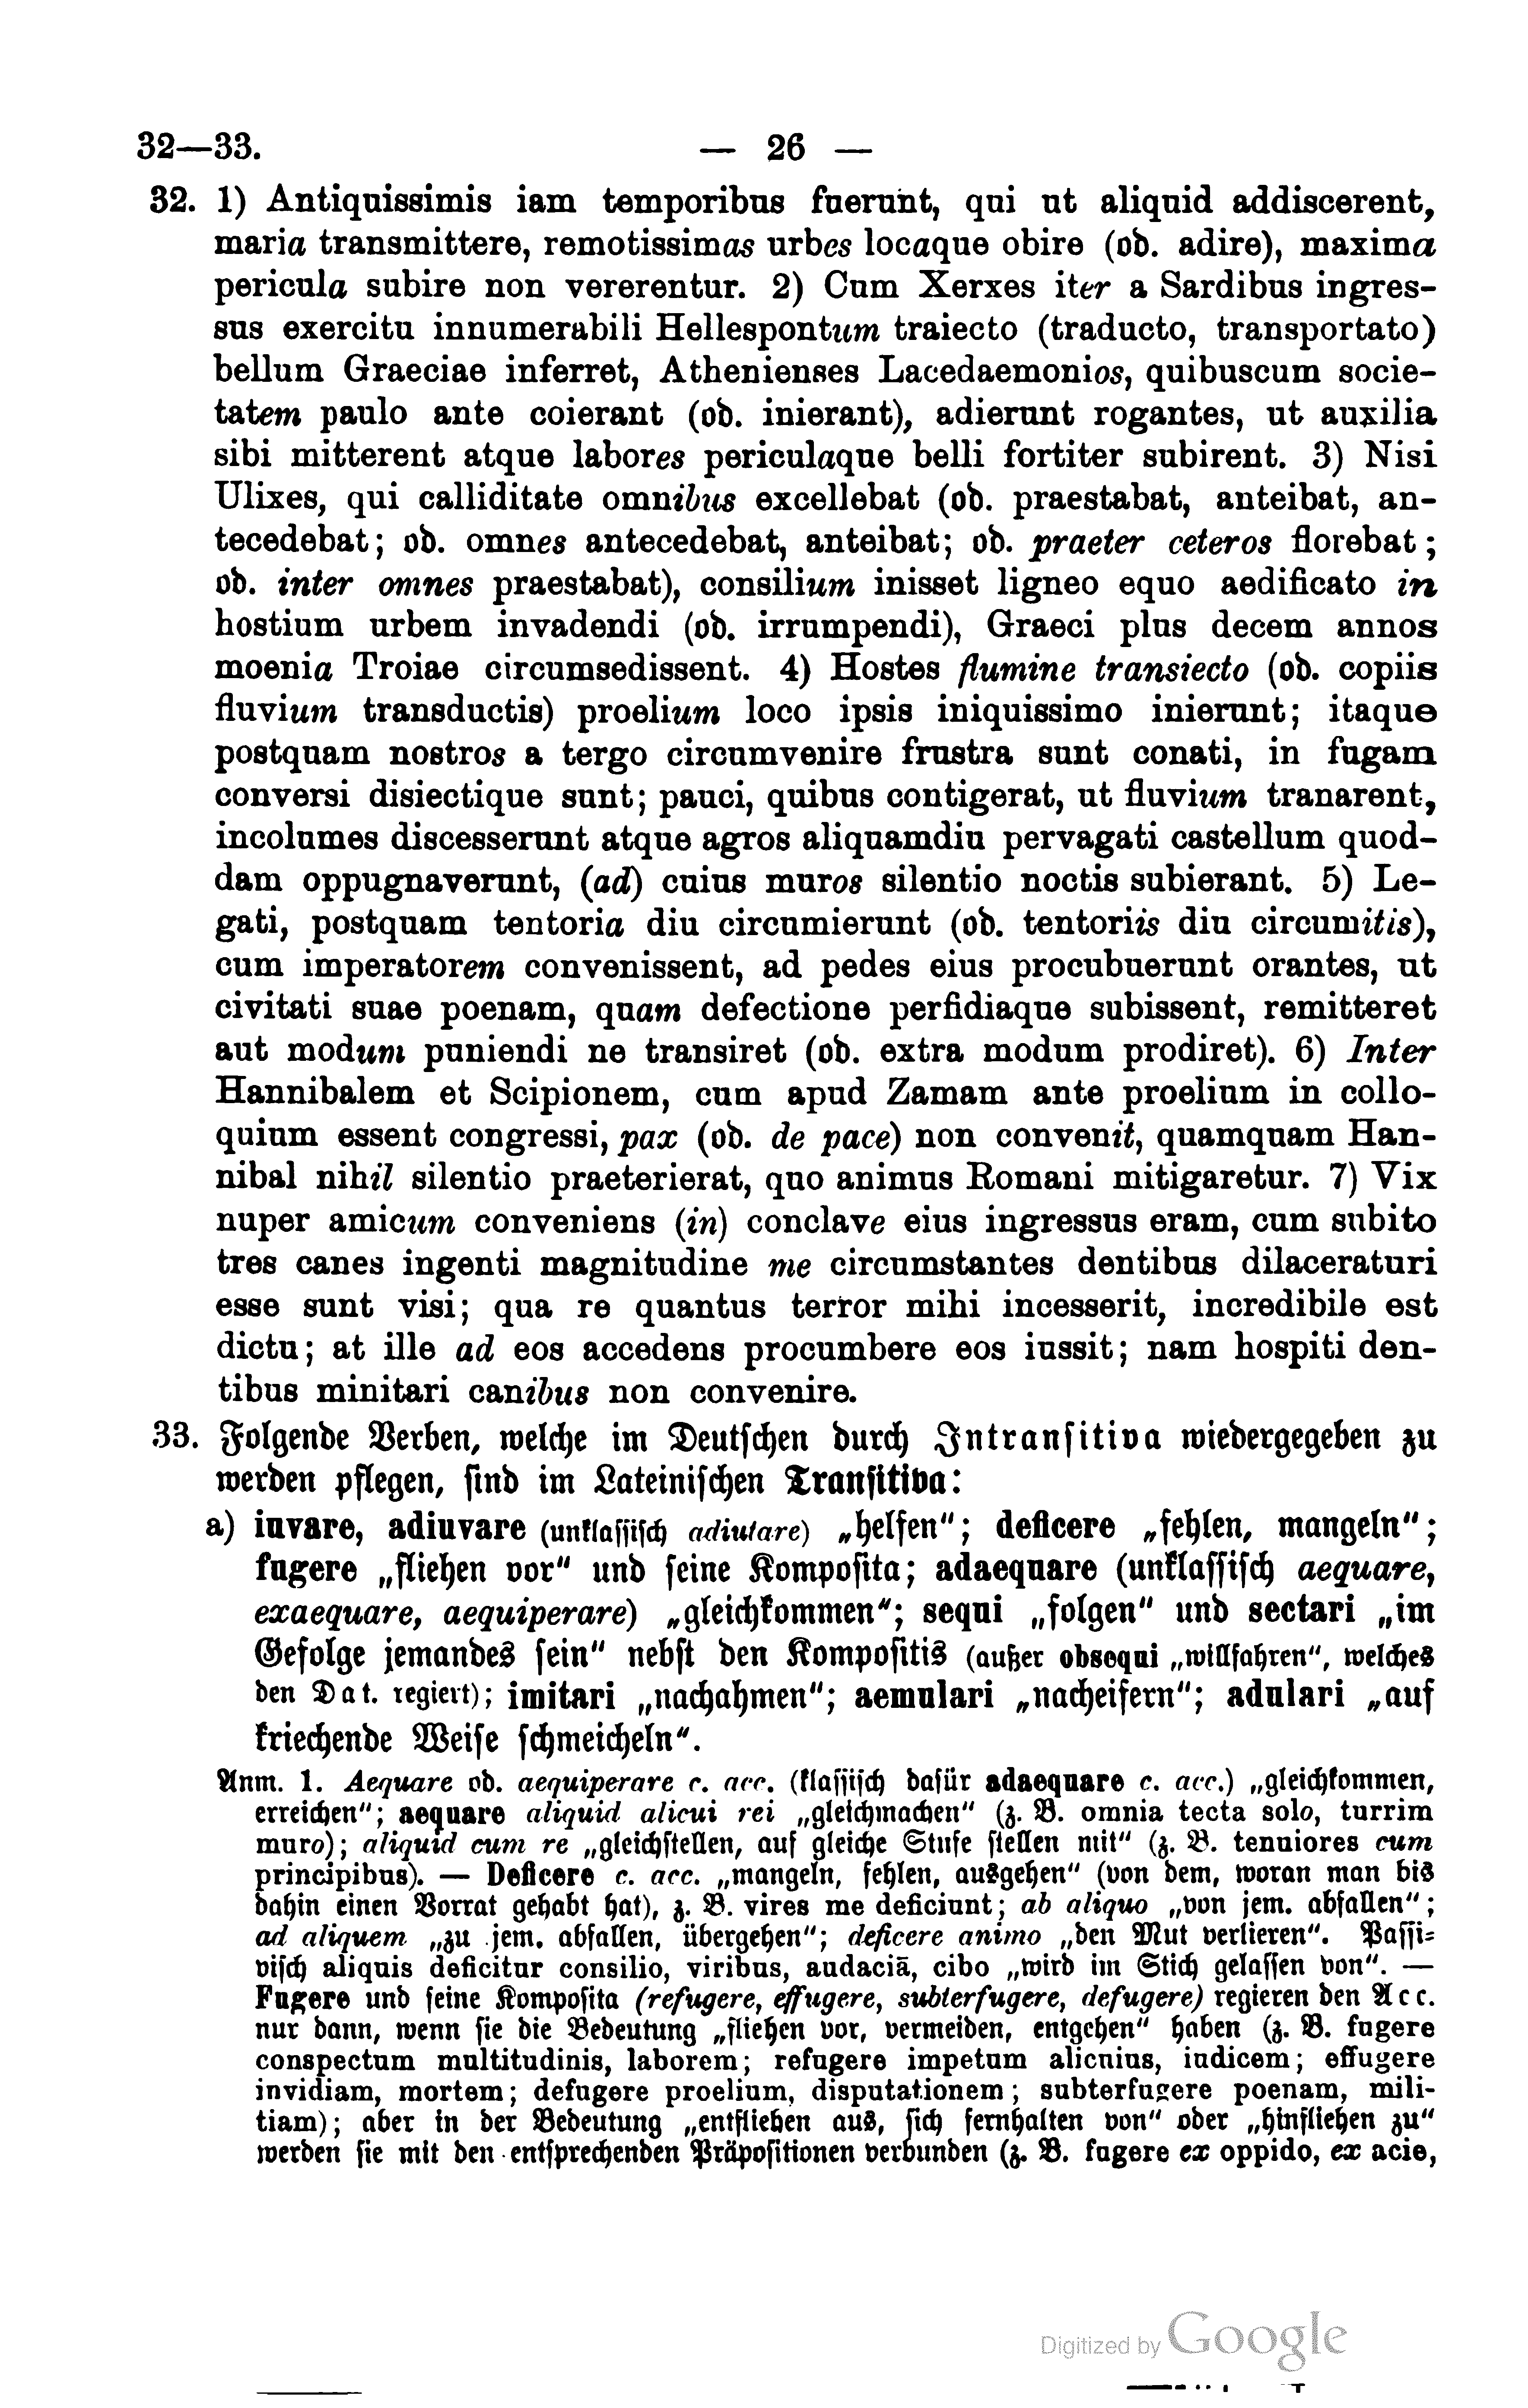 32—33.
— 26 —
32. 1) Antiquissimis iam temporibus fuerunt, qui ut aliquid addiscerent,
maria transmittere, remotissimas urbes locaque obire (od. adire), maxima
pericula subire non vererentur. 2) Cum Xerxes iter a Sardibus ingres-
sus exercitu innumerabili Hellespontum traiecto (traducto, transportato)
bellum Graeciae inferret, Athenienses Lacedaemonios, quibuscum socie-
tatem paulo ante coierant (od. inierant), adierunt rogantes, ut auxilia
sibi mitterent atque labores periculaque belli fortiter subirent. 3) Nisi
Ulixes, qui calliditate omnibus excellebat (od. praestabat, anteibat, an-
tecedebat; od. omnes antecedebat, anteibat; od. praeter ceteros florebat;
od. inter omnes praestabat), consilium inisset ligneo equo aedificato in
hostium urbem invadendi (od. irrumpendi), Graeci plus decem annos
moenia Troiae circumsedissent. 4) Hostes flumine transiecto (od. copiis
fluvium transductis) proelium loco ipsis iniquissimo inierunt; itaque
postquam nostros a tergo circumvenire frustra sunt conati, in fugam
conversi disiectique sunt; pauci, quibus contigerat, ut fluvium tranarent,
incolumes discesserunt atque agros aliquamdiu pervagati castellum quod-
dam oppugnaverunt, (ad) cuius muros silentio noctis subierant. 5) Le-
gati, postquam tentoria diu circumierunt (od. tentoriis diu circumitis),
cum imperatorem convenissent, ad pedes eius procubuerunt orantes, ut
civitati suae poenam, quam defectione perfidiaque subissent, remitteret
aut modum puniendi ne transiret (od. extra modum prodiret). 6) Inter
Hannibalem et Scipionem, cum apud Zamam ante proelium in collo-
quium essent congressi, pax (od. de pace) non convenit, quamquam Han-
nibal nihil silentio praeterierat, quo animus Romani mitigaretur. 7) Vix
nuper amicum conveniens (in) conclave eius ingressus eram, cum subito
tres canes ingenti magnitudine me circumstantes dentibus dilaceraturi
esse sunt visi; qua re quantus terror mihi incesserit, incredibile est
dictu; at ille ad eos accedens procumbere eos iussit; nam hospiti den-
tibus minitari canibus non convenire.
33. Folgende Verben, welche im Deutschen durch Intransitiva wiedergegeben zu
werden pflegen, sind im Lateinischen Transitiva:
a) iuvare, adiuvare (unklassisch adiutare) „helfen“; deficere „fehlen, mangeln“;
fugere „fliehen vor“ und seine Komposita; adaequare (unklassisch aequare,
exaequare, aequiperare) „gleichkommen“; sequi „folgen“ und sectari „im
Gefolge jemandes sein“ nebst den Kompositis (außer obsequi „willfahren“, welches
den Dat. regiert); imitari „nachahmen“; aemulari „nacheifern“; adulari „auf
kriechende Weise schmeicheln“.
Anm. 1. Aequare od. aequiperare c. acc. (klassisch dafür adaequare c. acc.) „gleichkommen,
erreichen“; aequare aliquid alicui rei „gleichmachen“ (z. B. omnia tecta solo, turrim
muro); aliquid cum re „gleichstellen, auf gleiche Stufe stellen mit“ (z. B. tenuiores cum
principibus). — Deficere c. acc. „mangeln, fehlen, ausgehen“ (von dem, woran man bis
dahin einen Vorrat gehabt hat), z. B. vires me deficiunt; ab aliquo „von jem. abfallen“;
ad aliquem „zu jem. abfallen, übergehen“; deficere animo „den Mut verlieren“. Passi-
visch aliquis deficitur consilio, viribus, audaciā, cibo „wird im Stich gelassen von“. —
Fugere und seine Komposita (refugere, effugere, subterfugere, defugere) regieren den Acc.
nur dann, wenn sie die Bedeutung „fliehen vor, vermeiden, entgehen“ haben (z. B. fugere
conspectum multitudinis, laborem; refugere impetum alicuius, iudicem; effugere
invidiam, mortem; defugere proelium, disputationem; subterfugere poenam, mili-
tiam); aber in der Bedeutung „entfliehen aus, sich fernhalten von“ oder „hinfliehen zu“
werden sie mit den entsprechenden Präpositionen verbunden (z. B. fugere ex oppido, ex acie,
Digitized by Google